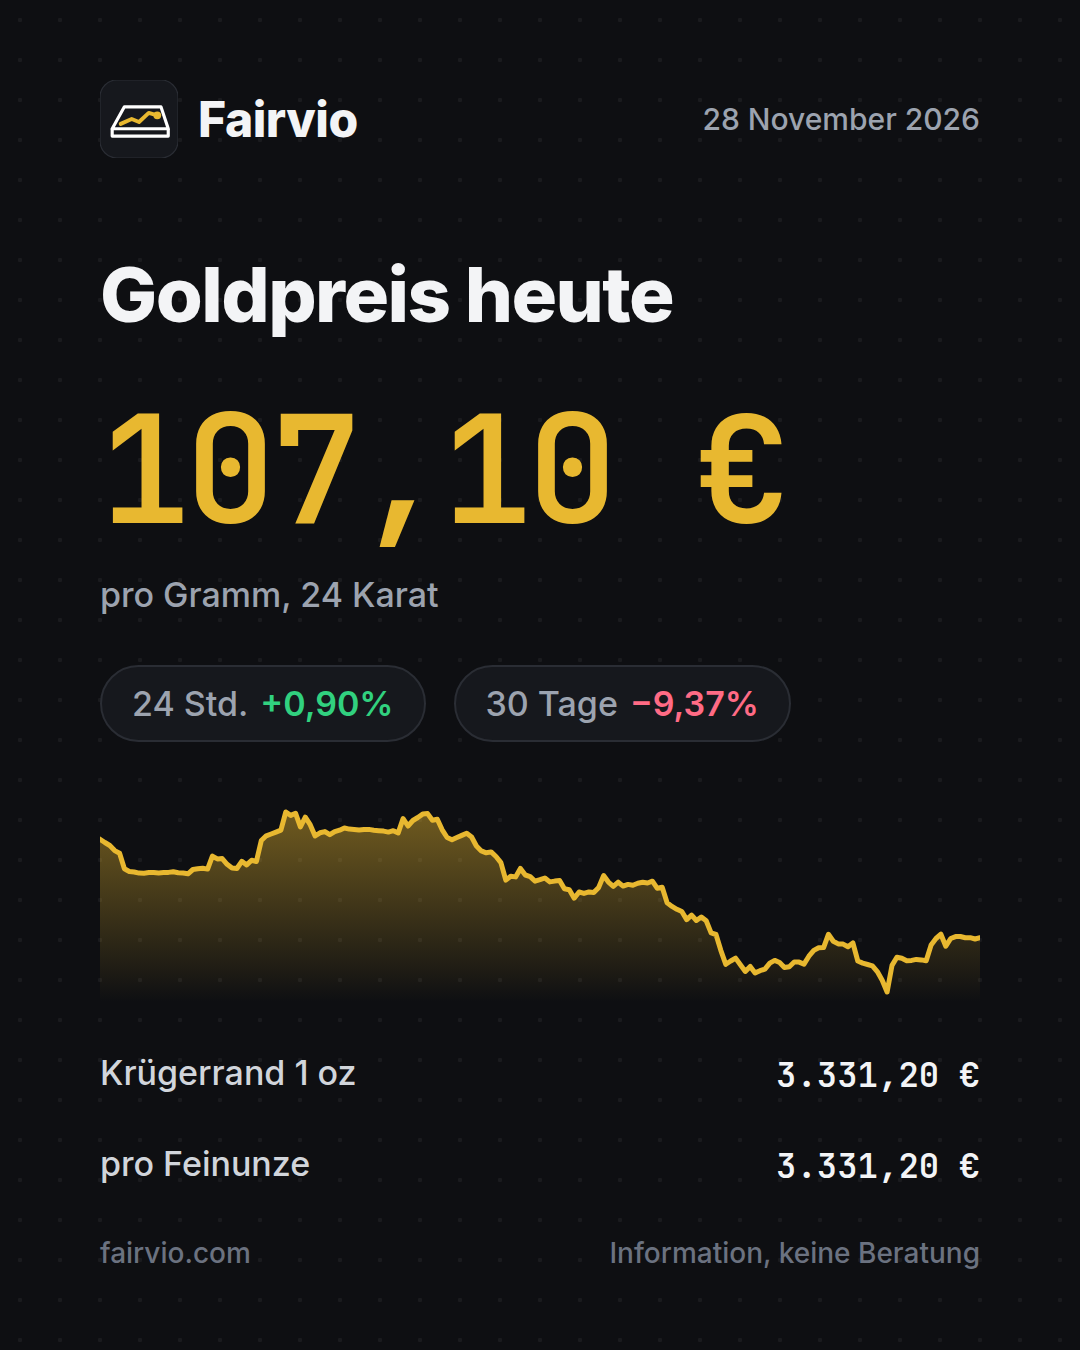 Fairvio
28 November 2026
Goldpreis heute
107,10 €
pro Gramm, 24 Karat
24 Std. +0,90%
30 Tage −9,37%
Krügerrand 1 oz
3.331,20 €
pro Feinunze
3.331,20 €
fairvio.com
Information, keine Beratung